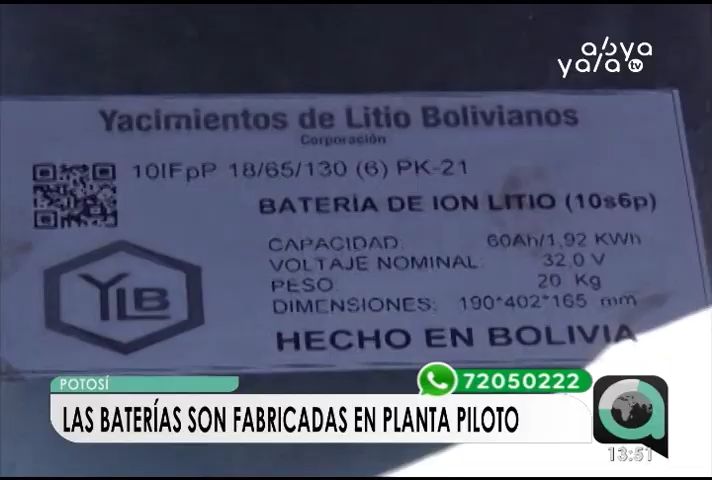 abya
yala tv
Yacimientos de Litio Bolivianos
Corporación
10IFpP 18/65/130 (6) PK-21
BATERÍA DE ION LITIO (10s6p)
CAPACIDAD: 60Ah/1,92 KWh
VOLTAJE NOMINAL: 32,0 V
PESO: 20 Kg
DIMENSIONES: 190*402*165 mm
YLB
HECHO EN BOLIVIA
POTOSÍ
72050222
LAS BATERÍAS SON FABRICADAS EN PLANTA PILOTO
13:51